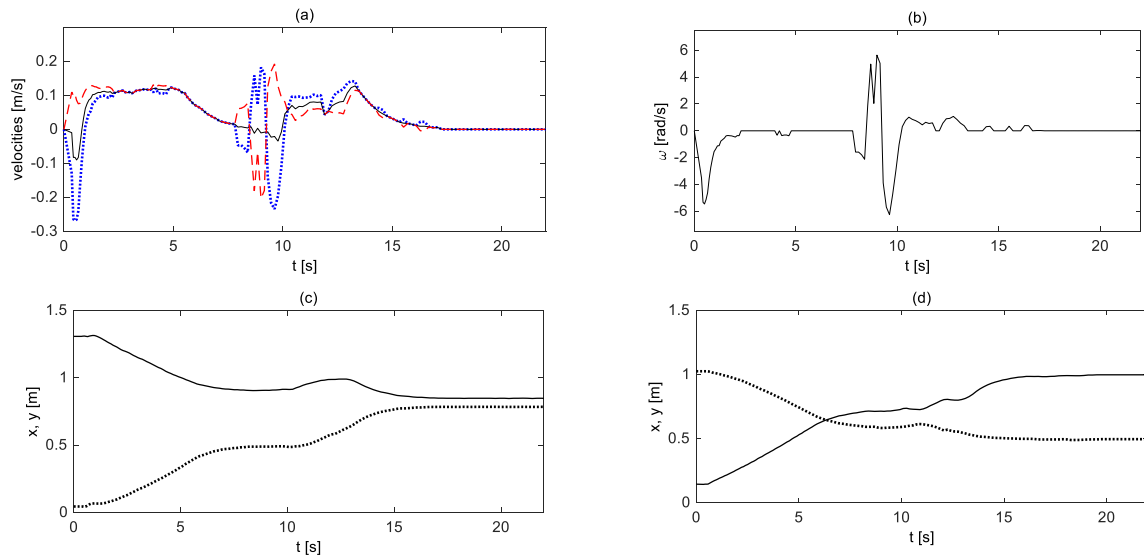 (a)
velocities [m/s]
0.2
0.1
0
-0.1
-0.2
-0.3
0 5 10 15 20
t [s]
(b)
ω [rad/s]
6
4
2
0
-2
-4
-6
0 5 10 15 20
t [s]
(c)
x, y [m]
1.5
1
0.5
0
0 5 10 15 20
t [s]
(d)
x, y [m]
1.5
1
0.5
0
0 5 10 15 20
t [s]